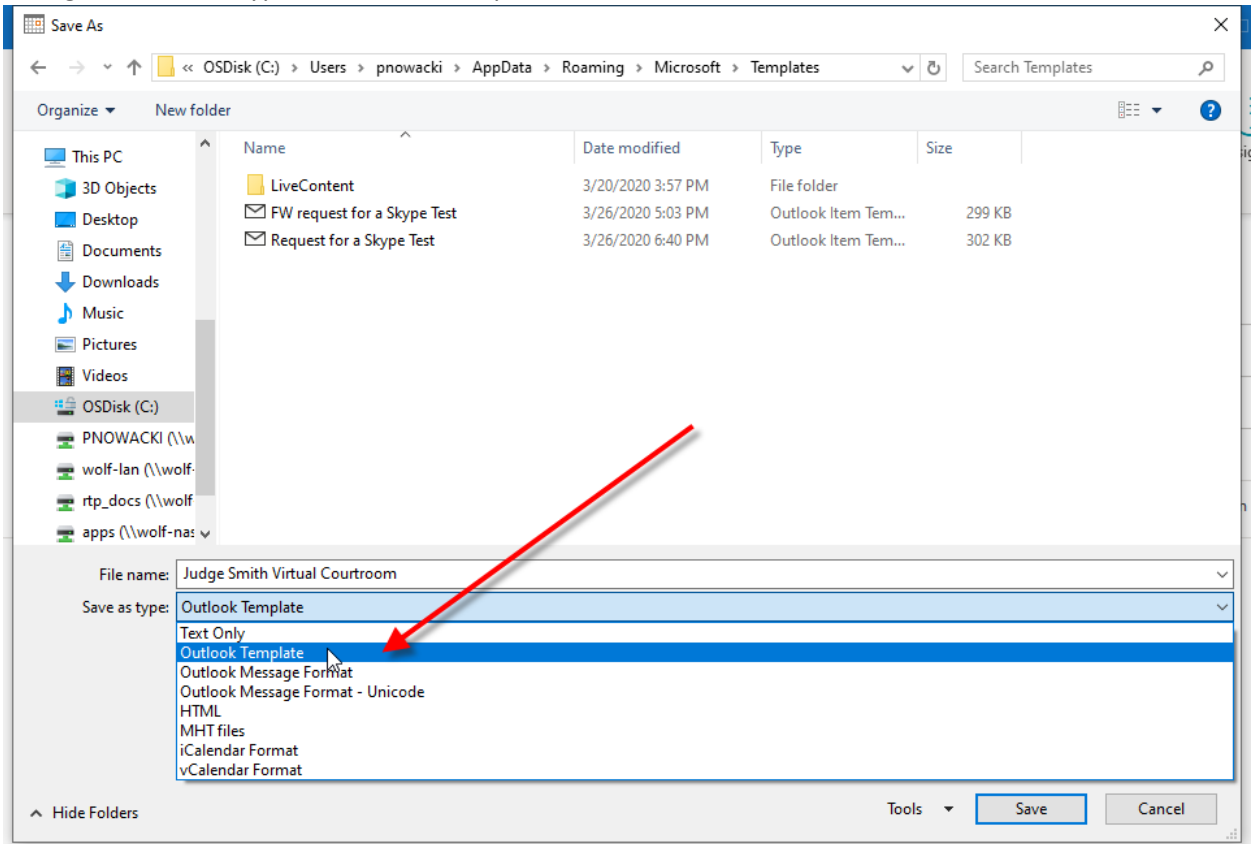 Save As
« OSDisk (C:) > Users > pnowacki > AppData > Roaming > Microsoft > Templates
Search Templates
Organize
New folder
Name Date modified Type Size
This PC
3D Objects
Desktop
Documents
Downloads
Music
Pictures
Videos
OSDisk (C:)
PNOWACKI (\\w
wolf-lan (\\wolf-
rtp_docs (\\wolf
apps (\\wolf-nas
LiveContent 3/20/2020 3:57 PM File folder
FW request for a Skype Test 3/26/2020 5:03 PM Outlook Item Tem... 299 KB
Request for a Skype Test 3/26/2020 6:40 PM Outlook Item Tem... 302 KB
File name: Judge Smith Virtual Courtroom
Save as type: Outlook Template
Text Only
Outlook Template
Outlook Message Format
Outlook Message Format - Unicode
HTML
MHT files
iCalendar Format
vCalendar Format
Hide Folders
Tools
Save
Cancel